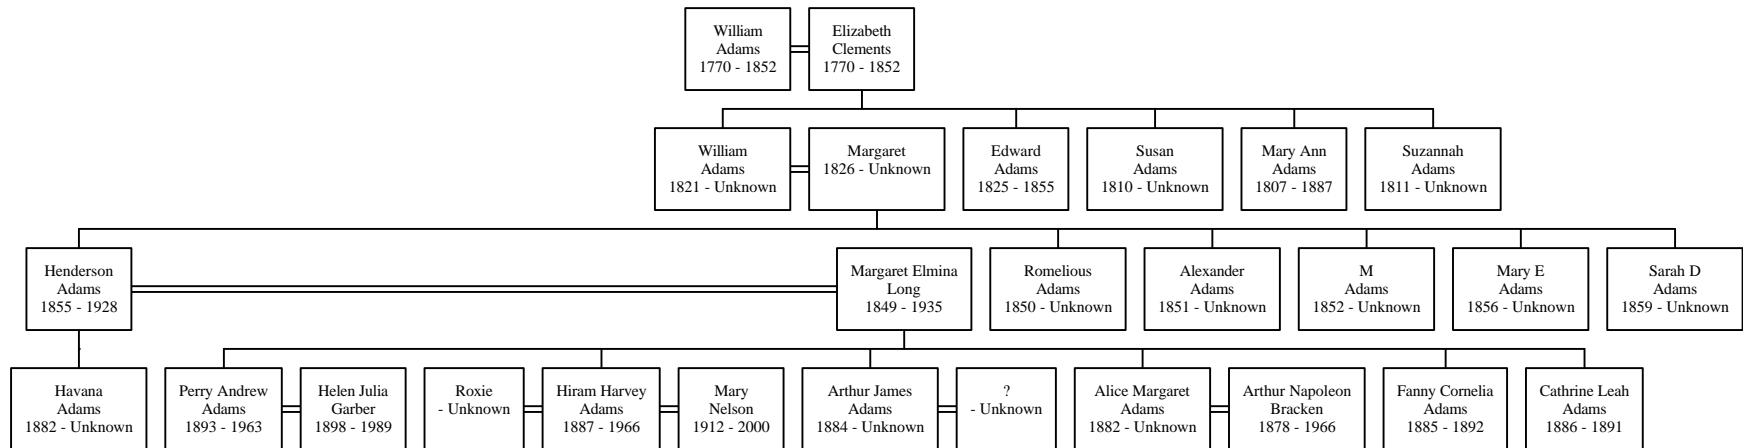 William
Adams
1770 - 1852
Elizabeth
Clements
1770 - 1852
William
Adams
1821 - Unknown
Margaret
1826 - Unknown
Edward
Adams
1825 - 1855
Susan
Adams
1810 - Unknown
Mary Ann
Adams
1807 - 1887
Suzannah
Adams
1811 - Unknown
Henderson
Adams
1855 - 1928
Margaret Elmina
Long
1849 - 1935
Romelious
Adams
1850 - Unknown
Alexander
Adams
1851 - Unknown
M
Adams
1852 - Unknown
Mary E
Adams
1856 - Unknown
Sarah D
Adams
1859 - Unknown
Havana
Adams
1882 - Unknown
Perry Andrew
Adams
1893 - 1963
Helen Julia
Garber
1898 - 1989
Roxie
- Unknown
Hiram Harvey
Adams
1887 - 1966
Mary
Nelson
1912 - 2000
Arthur James
Adams
1884 - Unknown
?
- Unknown
Alice Margaret
Adams
1882 - Unknown
Arthur Napoleon
Bracken
1878 - 1966
Fanny Cornelia
Adams
1885 - 1892
Cathrine Leah
Adams
1886 - 1891